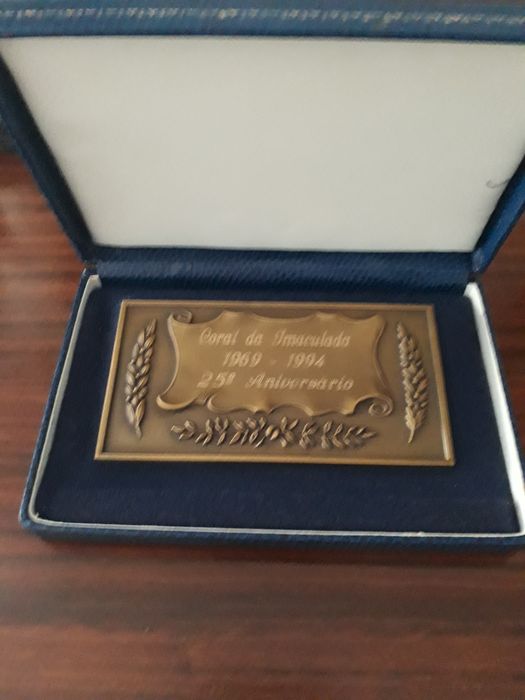 Coral da Imaculada
1969 - 1994
25º Aniversário